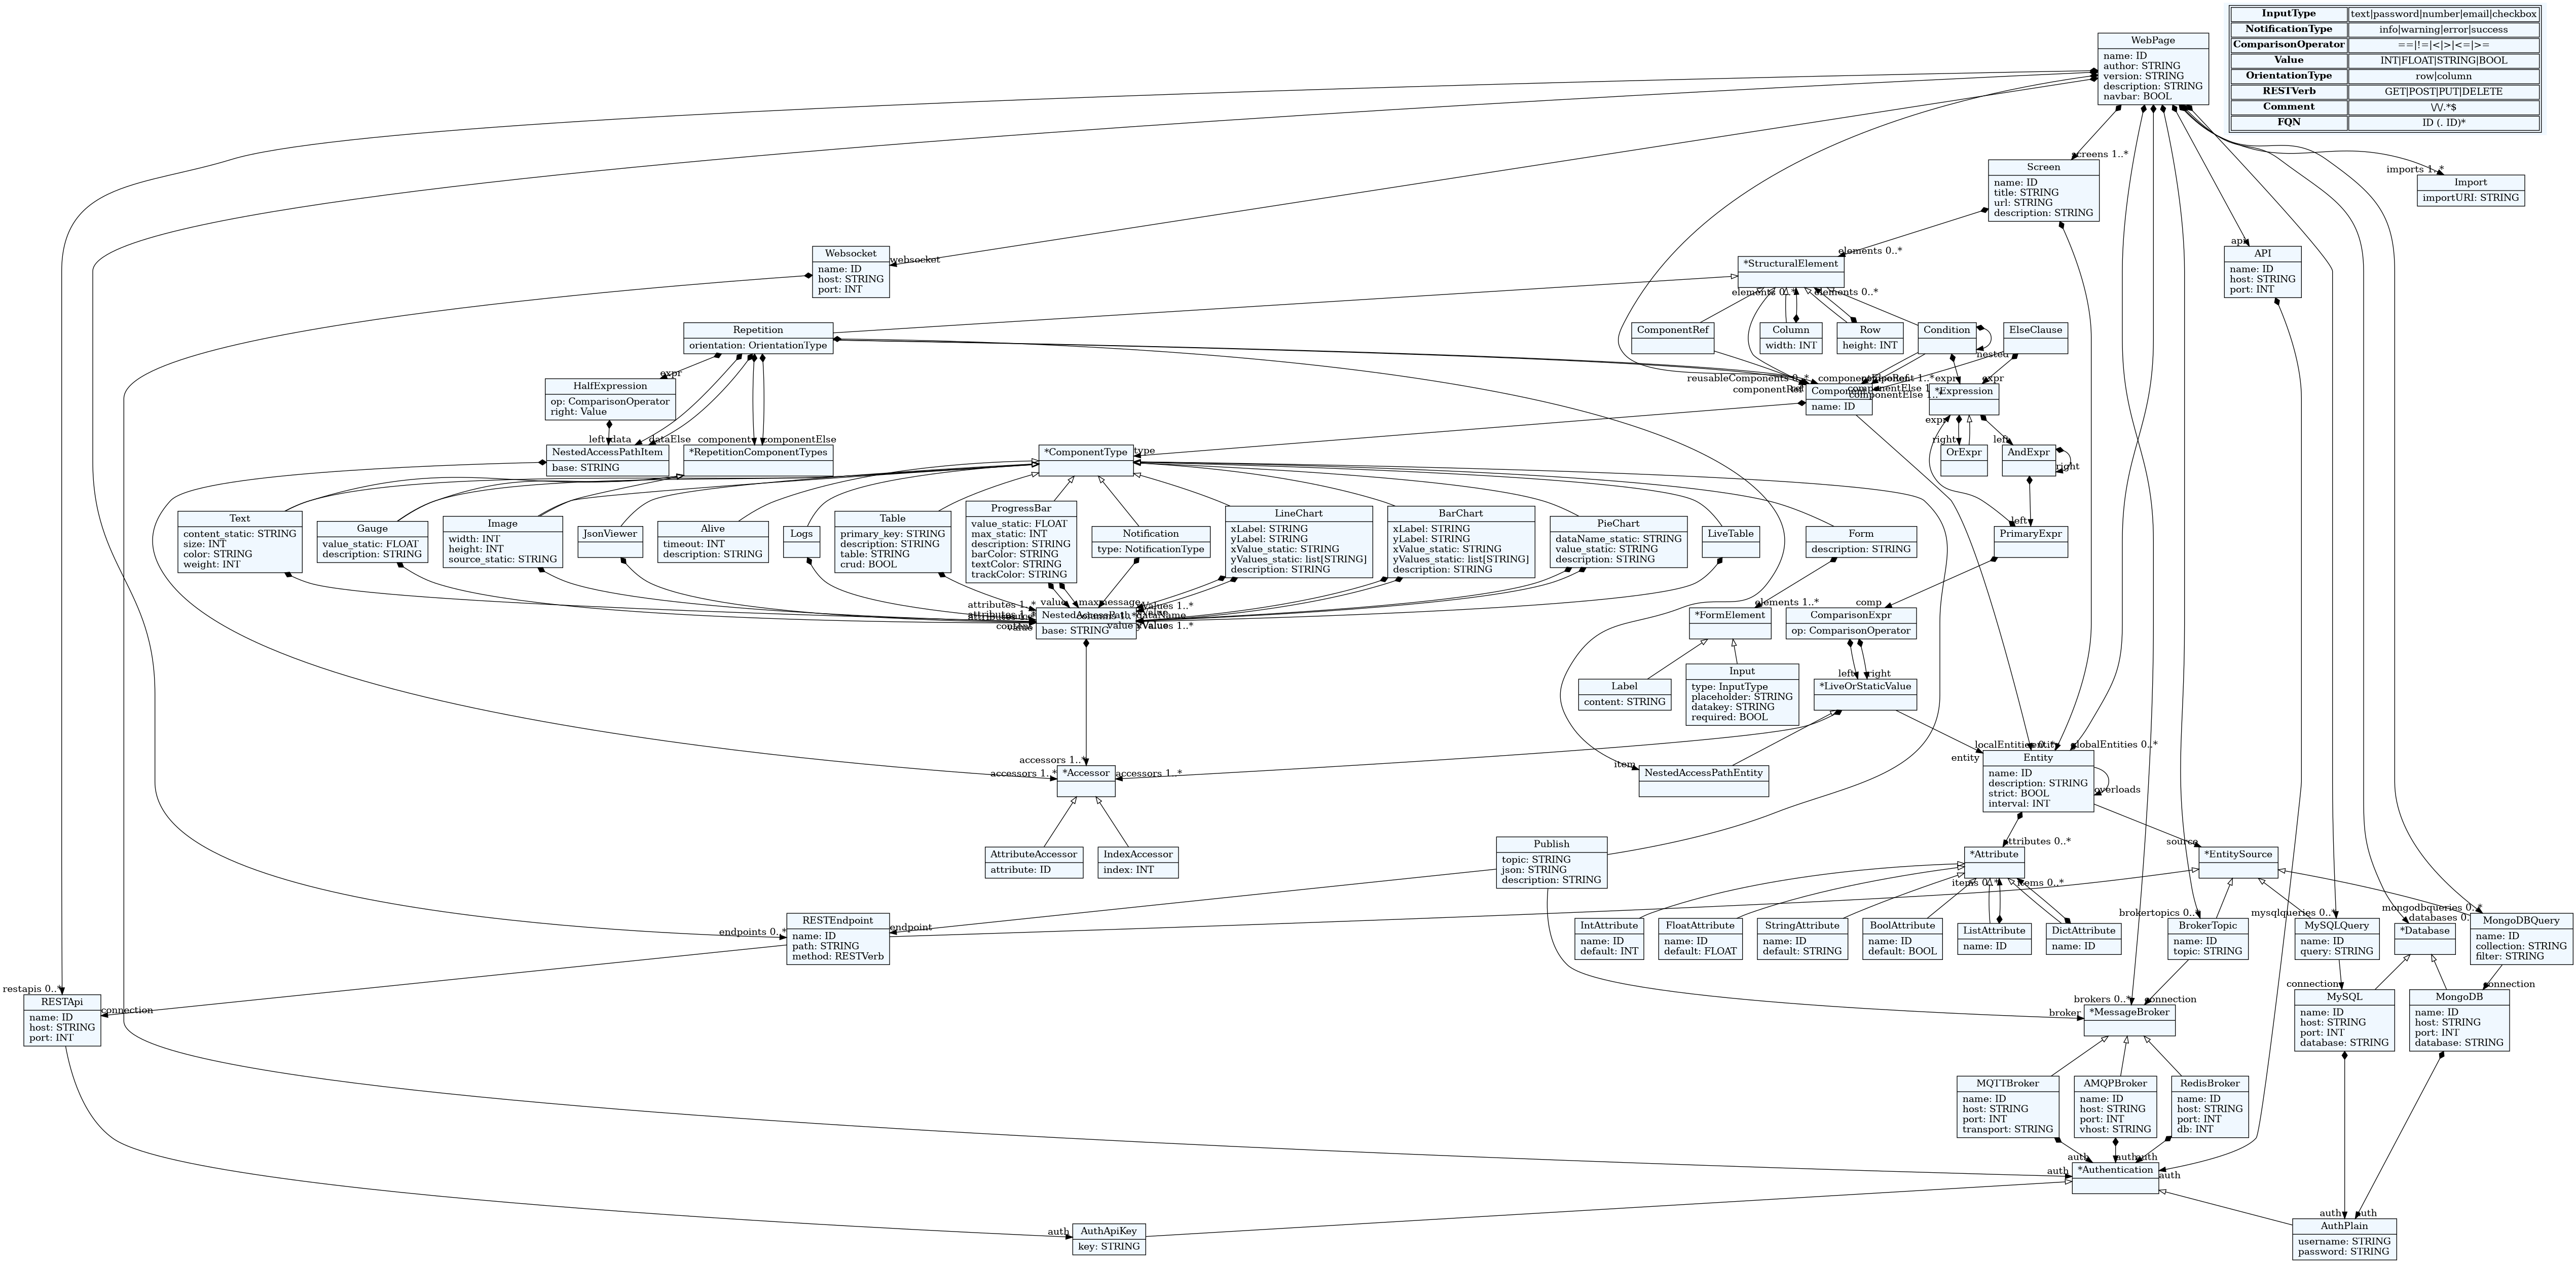 InputType text|password|number|email|checkbox
NotificationType info|warning|error|success
ComparisonOperator ==|!=|<|>|<=|>=
Value INT|FLOAT|STRING|BOOL
OrientationType row|column
RESTVerb GET|POST|PUT|DELETE
Comment \/\/.*$
FQN ID (. ID)*
WebPage
name: ID
author: STRING
version: STRING
description: STRING
navbar: BOOL
screens 1..*
Screen
name: ID
title: STRING
url: STRING
description: STRING
imports 1..*
Import
importURI: STRING
Websocket
name: ID
host: STRING
port: INT
websocket
elements 0..*
*StructuralElement
api
API
name: ID
host: STRING
port: INT
elements 0..*
elements 0..*
Repetition
orientation: OrientationType
ComponentRef
Column
width: INT
Row
height: INT
Condition
ElseClause
nested
expr
HalfExpression
op: ComparisonOperator
right: Value
reusableComponents 0..*
componentRef
componentElse 1..*
Component
name: ID
expr
expr
*Expression
expr
left
data
dataElse
component
componentElse
NestedAccessPathItem
base: STRING
*RepetitionComponentTypes
*ComponentType
type
right
OrExpr
left
AndExpr
right
Text
content_static: STRING
size: INT
color: STRING
weight: INT
Gauge
value_static: FLOAT
description: STRING
Image
width: INT
height: INT
source_static: STRING
JsonViewer
Alive
timeout: INT
description: STRING
Logs
Table
primary_key: STRING
description: STRING
table: STRING
crud: BOOL
ProgressBar
value_static: FLOAT
max_static: INT
description: STRING
barColor: STRING
textColor: STRING
trackColor: STRING
Notification
type: NotificationType
LineChart
xLabel: STRING
yLabel: STRING
xValue_static: STRING
yValues_static: list[STRING]
description: STRING
BarChart
xLabel: STRING
yLabel: STRING
xValue_static: STRING
yValues_static: list[STRING]
description: STRING
PieChart
dataName_static: STRING
value_static: STRING
description: STRING
LiveTable
Form
description: STRING
left
PrimaryExpr
attributes 1..*
value
max
message
NestedAccessPath
base: STRING
elements 1..*
*FormElement
comp
ComparisonExpr
op: ComparisonOperator
Label
content: STRING
Input
type: InputType
placeholder: STRING
datakey: STRING
required: BOOL
left
right
*LiveOrStaticValue
accessors 1..*
accessors 1..*
accessors 1..*
*Accessor
item
NestedAccessPathEntity
entity
globalEntities 0..*
Entity
name: ID
description: STRING
strict: BOOL
interval: INT
overloads
AttributeAccessor
attribute: ID
IndexAccessor
index: INT
Publish
topic: STRING
json: STRING
description: STRING
attributes 0..*
*Attribute
source
*EntitySource
items 0..*
items 0..*
endpoints 0..*
RESTEndpoint
name: ID
path: STRING
method: RESTVerb
endpoint
IntAttribute
name: ID
default: INT
FloatAttribute
name: ID
default: FLOAT
StringAttribute
name: ID
default: STRING
BoolAttribute
name: ID
default: BOOL
ListAttribute
name: ID
DictAttribute
name: ID
brokertopics 0..*
BrokerTopic
name: ID
topic: STRING
mysqlqueries 0..*
MySQLQuery
name: ID
query: STRING
mongodbqueries 0..*
*Database
MongoDBQuery
name: ID
collection: STRING
filter: STRING
restapis 0..*
RESTApi
name: ID
host: STRING
port: INT
connection
brokers 0..*
connection
broker
*MessageBroker
connection
MySQL
name: ID
host: STRING
port: INT
database: STRING
connection
MongoDB
name: ID
host: STRING
port: INT
database: STRING
MQTTBroker
name: ID
host: STRING
port: INT
transport: STRING
AMQPBroker
name: ID
host: STRING
port: INT
vhost: STRING
RedisBroker
name: ID
host: STRING
port: INT
db: INT
auth
auth
auth
auth
*Authentication
auth
auth
AuthApiKey
key: STRING
auth
auth
AuthPlain
username: STRING
password: STRING